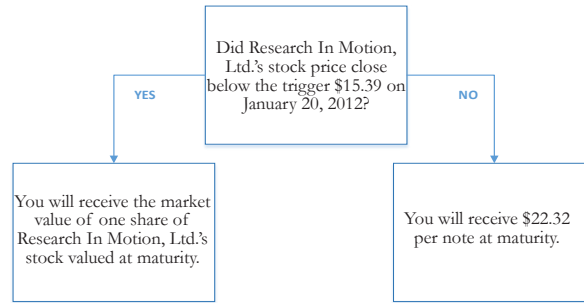 Did Research In Motion,
Ltd.'s stock price close
below the trigger $15.39 on
January 20, 2012?
YES
NO
You will receive the market
value of one share of
Research In Motion, Ltd.'s
stock valued at maturity.
You will receive $22.32
per note at maturity.